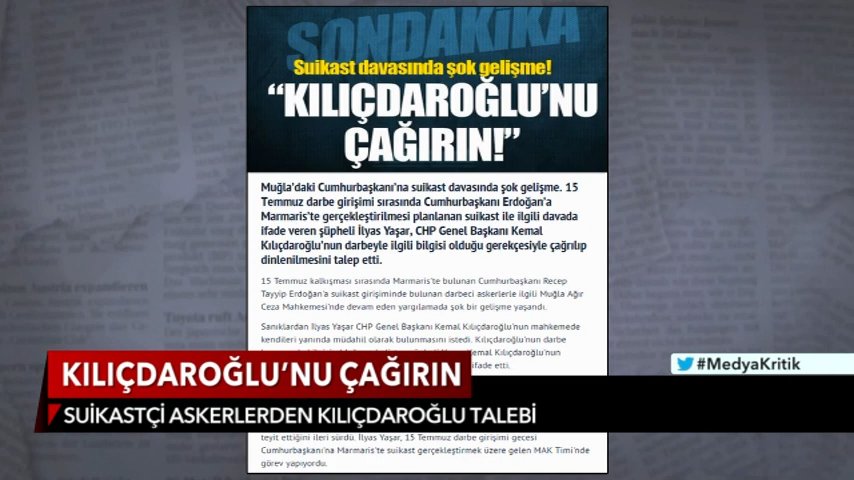 SONDAKİKA
Suikast davasında şok gelişme!
“KILIÇDAROĞLU’NU
ÇAĞIRIN!”
Muğla'daki Cumhurbaşkanı'na suikast davasında şok gelişme. 15
Temmuz darbe girişimi sırasında Cumhurbaşkanı Erdoğan'a
Marmaris'te gerçekleştirilmesi planlanan suikast ile ilgili davada
ifade veren şüpheli İlyas Yaşar, CHP Genel Başkanı Kemal
Kılıçdaroğlu'nun darbeyle ilgili bilgisi olduğu gerekçesiyle çağrılıp
dinlenilmesini talep etti.
15 Temmuz kalkışması sırasında Marmaris'te bulunan Cumhurbaşkanı Recep
Tayyip Erdoğan'a suikast girişiminde bulunan darbeci askerlerle ilgili Muğla Ağır
Ceza Mahkemesi'nde devam eden yargılamada şok bir gelişme yaşandı.
Sanıklardan İlyas Yaşar CHP Genel Başkanı Kemal Kılıçdaroğlu'nun mahkemede
kendileri yanında müdahil olarak bulunmasını istedi. Kılıçdaroğlu'nun darbe
Kemal Kılıçdaroğlu'nun
ifade etti.
#MedyaKritik
KILIÇDAROĞLU’NU ÇAĞIRIN
SUİKASTÇİ ASKERLERDEN KILIÇDAROĞLU TALEBİ
teyit ettiğini ileri sürdü. İlyas Yaşar, 15 Temmuz darbe girişimi gecesi
Cumhurbaşkanı'na Marmaris'te suikast gerçekleştirmek üzere gelen MAK Timi'nde
görev yapıyordu.